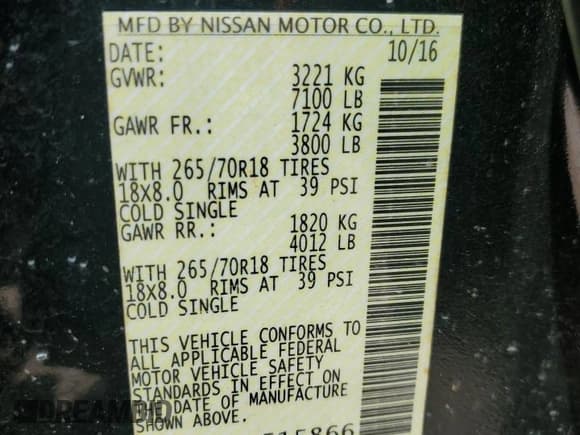 MFD BY NISSAN MOTOR CO., LTD.
DATE: 10/16
GVWR: 3221 KG
7100 LB
GAWR FR.: 1724 KG
3800 LB
WITH 265/70R18 TIRES
18X8.0 RIMS AT 39 PSI
COLD SINGLE
GAWR RR.: 1820 KG
4012 LB
WITH 265/70R18 TIRES
18X8.0 RIMS AT 39 PSI
COLD SINGLE
THIS VEHICLE CONFORMS TO
ALL APPLICABLE FEDERAL
MOTOR VEHICLE SAFETY
STANDARDS IN EFFECT ON
THE DATE OF MANUFACTURE
SHOWN ABOVE.